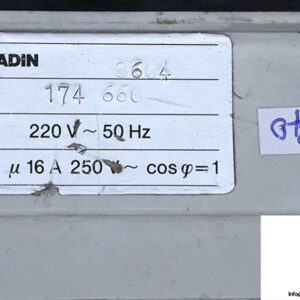 ADIN
8604
174 660
220 V ~ 50 Hz
μ 16 A 250 V ~ cos φ = 1